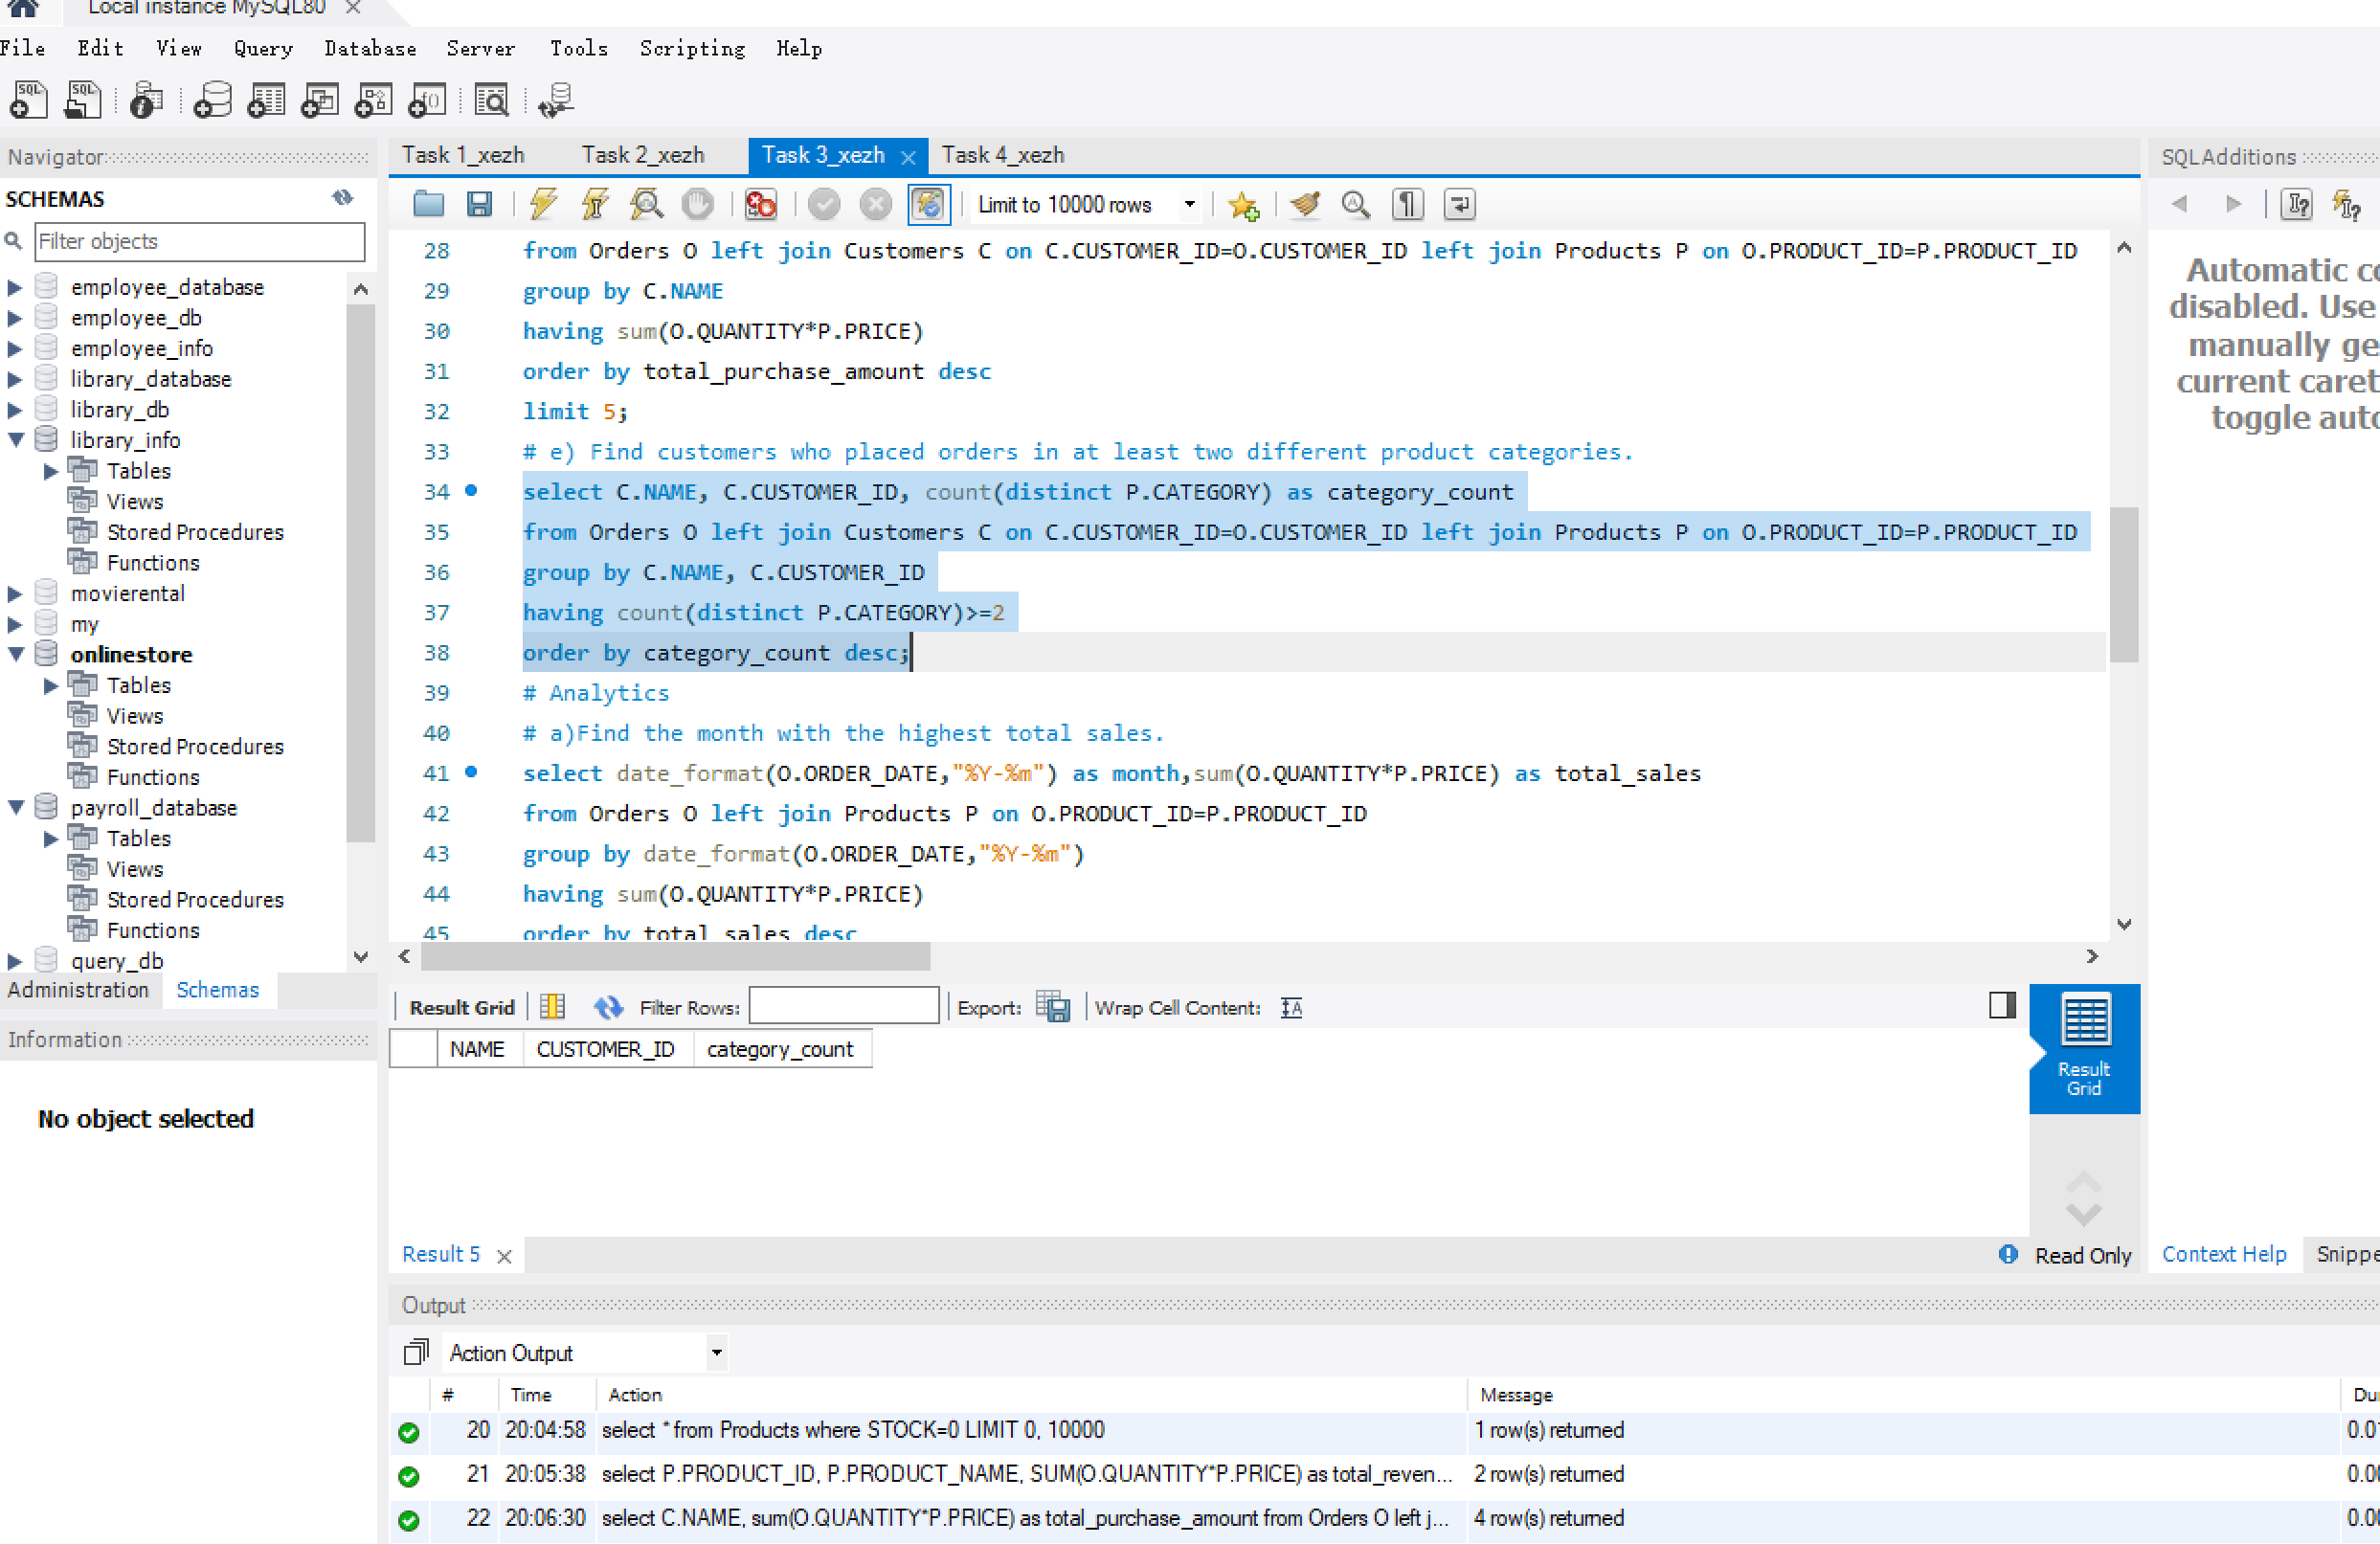 Local instance MySQL80
File Edit View Query Database Server Tools Scripting Help
Navigator
SCHEMAS
Filter objects
employee_database
employee_db
employee_info
library_database
library_db
library_info
Tables
Views
Stored Procedures
Functions
movierental
my
onlinestore
Tables
Views
Stored Procedures
Functions
payroll_database
Tables
Views
Stored Procedures
Functions
query_db
Administration Schemas
Information
No object selected
Task 1_xezh Task 2_xezh Task 3_xezh Task 4_xezh
Limit to 10000 rows
28 from Orders O left join Customers C on C.CUSTOMER_ID=O.CUSTOMER_ID left join Products P on O.PRODUCT_ID=P.PRODUCT_ID
29 group by C.NAME
30 having sum(O.QUANTITY*P.PRICE)
31 order by total_purchase_amount desc
32 limit 5;
33 # e) Find customers who placed orders in at least two different product categories.
34 select C.NAME, C.CUSTOMER_ID, count(distinct P.CATEGORY) as category_count
35 from Orders O left join Customers C on C.CUSTOMER_ID=O.CUSTOMER_ID left join Products P on O.PRODUCT_ID=P.PRODUCT_ID
36 group by C.NAME, C.CUSTOMER_ID
37 having count(distinct P.CATEGORY)>=2
38 order by category_count desc;
39 # Analytics
40 # a)Find the month with the highest total sales.
41 select date_format(O.ORDER_DATE,"%Y-%m") as month,sum(O.QUANTITY*P.PRICE) as total_sales
42 from Orders O left join Products P on O.PRODUCT_ID=P.PRODUCT_ID
43 group by date_format(O.ORDER_DATE,"%Y-%m")
44 having sum(O.QUANTITY*P.PRICE)
45 order by total_sales desc
Result Grid Filter Rows: Export: Wrap Cell Content:
NAME CUSTOMER_ID category_count
Result
Grid
Result 5 Read Only
SQLAdditions
Automatic
disabled. Use
manually
current caret
toggle
Context Help
Output
Action Output
# Time Action Message
20 20:04:58 select * from Products where STOCK=0 LIMIT 0, 10000 1 row(s) returned
21 20:05:38 select P.PRODUCT_ID, P.PRODUCT_NAME, SUM(O.QUANTITY*P.PRICE) as total_reven... 2 row(s) returned
22 20:06:30 select C.NAME, sum(O.QUANTITY*P.PRICE) as total_purchase_amount from Orders O left j... 4 row(s) returned